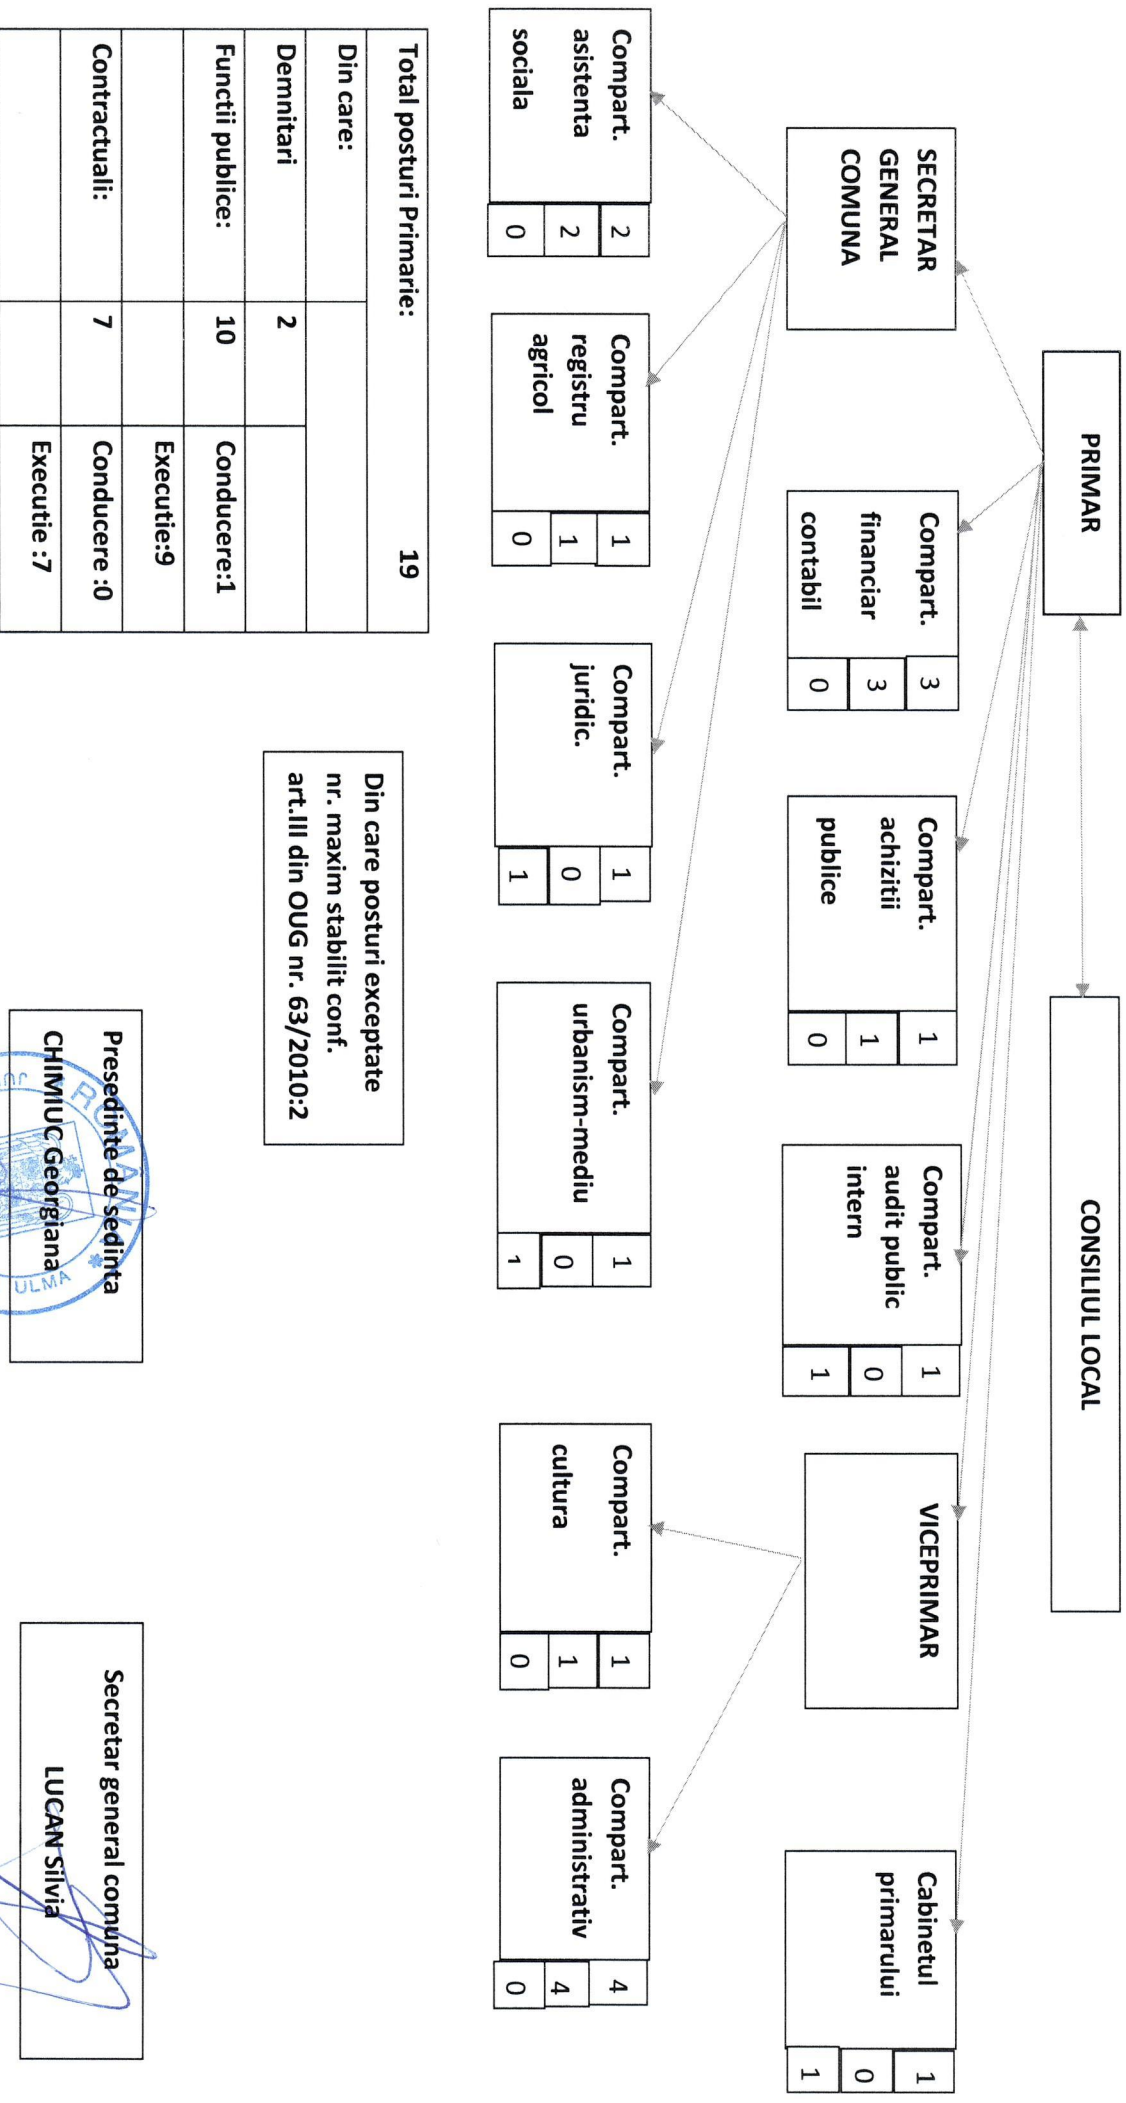 PRIMAR
CONSILIUL LOCAL
SECRETAR
GENERAL
COMUNA
Compart.
financiar
contabil
3
3
0
Compart.
achizitii
publice
1
1
0
Compart.
audit public
intern
1
0
1
VICEPRIMAR
Cabinetul
primarului
1
0
1
Compart.
asistenta
sociala
2
2
0
Compart.
registru
agricol
1
1
0
Compart.
juridic.
1
0
1
Compart.
urbanism-mediu
1
0
1
Compart.
cultura
1
1
0
Compart.
administrativ
4
4
0
Total posturi Primarie: 19
Din care:
Demnitari 2
Functii publice: 10 Conducere:1
Executie:9
Contractuali: 7 Conducere :0
Executie :7
Din care posturi exceptate
nr. maxim stabilit conf.
art.III din OUG nr. 63/2010:2
Presedinte de sedinta
CHIMIUC Georgiana
ROMANIA *
ULMA
Secretar general comuna
LUCAN Silvia